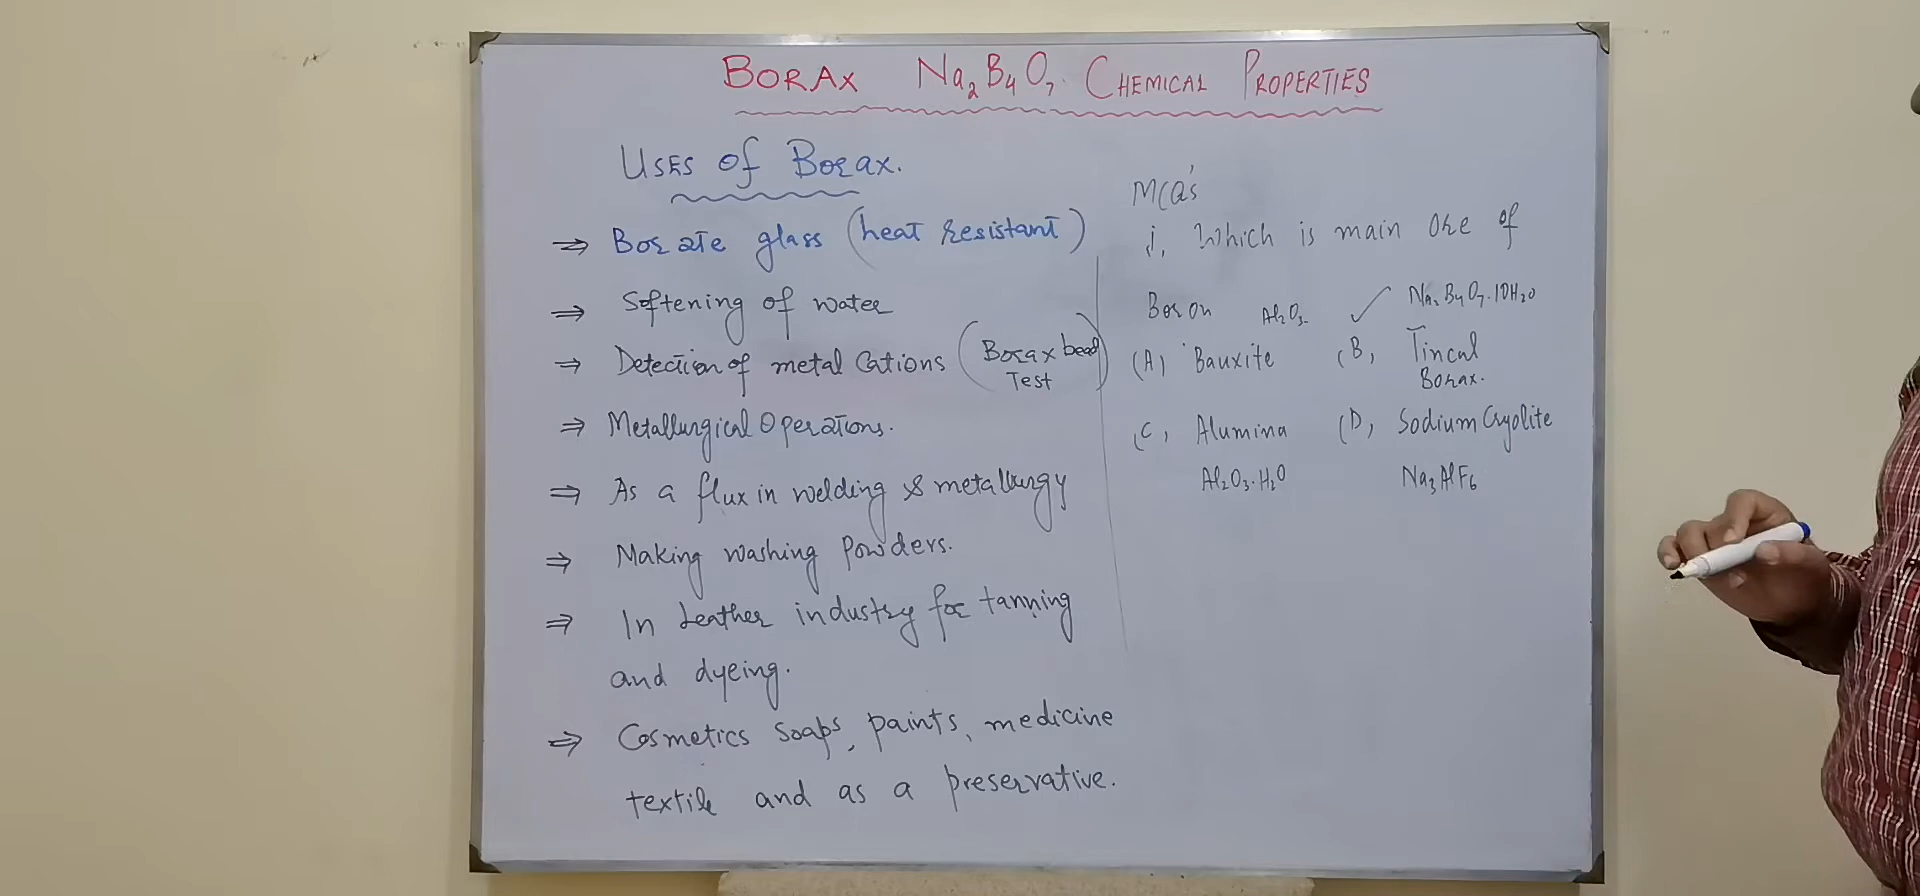 BORAX Na₂B₄O₇. CHEMICAL PROPERTIES
USES of Borax.
⇒ Borate glass (heat resistant)
⇒ Softening of water
⇒ Detection of metal Cations (Borax bead Test)
⇒ Metallurgical Operations.
⇒ As a flux in welding & metallurgy
⇒ Making washing Powders.
⇒ In Leather industry for tanning
and dyeing.
⇒ Cosmetics Soaps, paints, medicine
textile and as a preservative.
MCQ's
i, Which is main Ore of
Boron
Al₂O₃. ✓ Na₂B₄O₇.10H₂O
(A) Bauxite (B, Tincal
Borax.
(C, Alumina (D, Sodium Cryolite
Al₂O₃.H₂O Na₃AlF₆